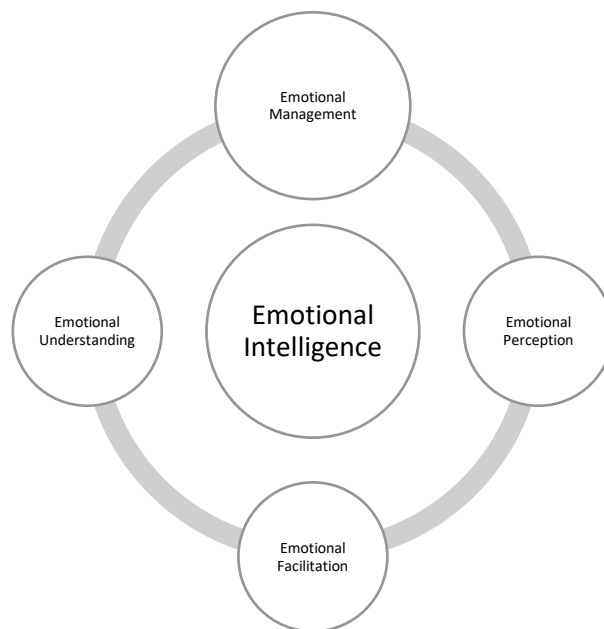 Emotional
Management
Emotional
Understanding
Emotional
Intelligence
Emotional
Perception
Emotional
Facilitation